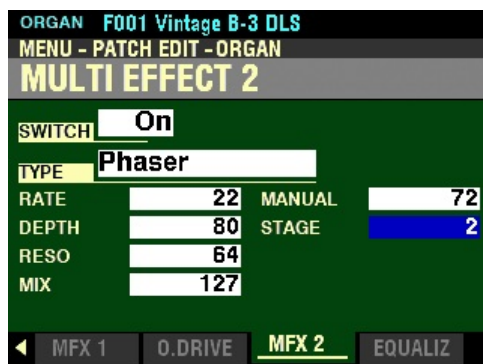 ORGAN F001 Vintage B-3 DLS
MENU - PATCH EDIT - ORGAN
MULTI EFFECT 2
SWITCH On
TYPE Phaser
RATE 22 MANUAL 72
DEPTH 80 STAGE 2
RESO 64
MIX 127
MFX 1 O.DRIVE MFX 2 EQUALIZ